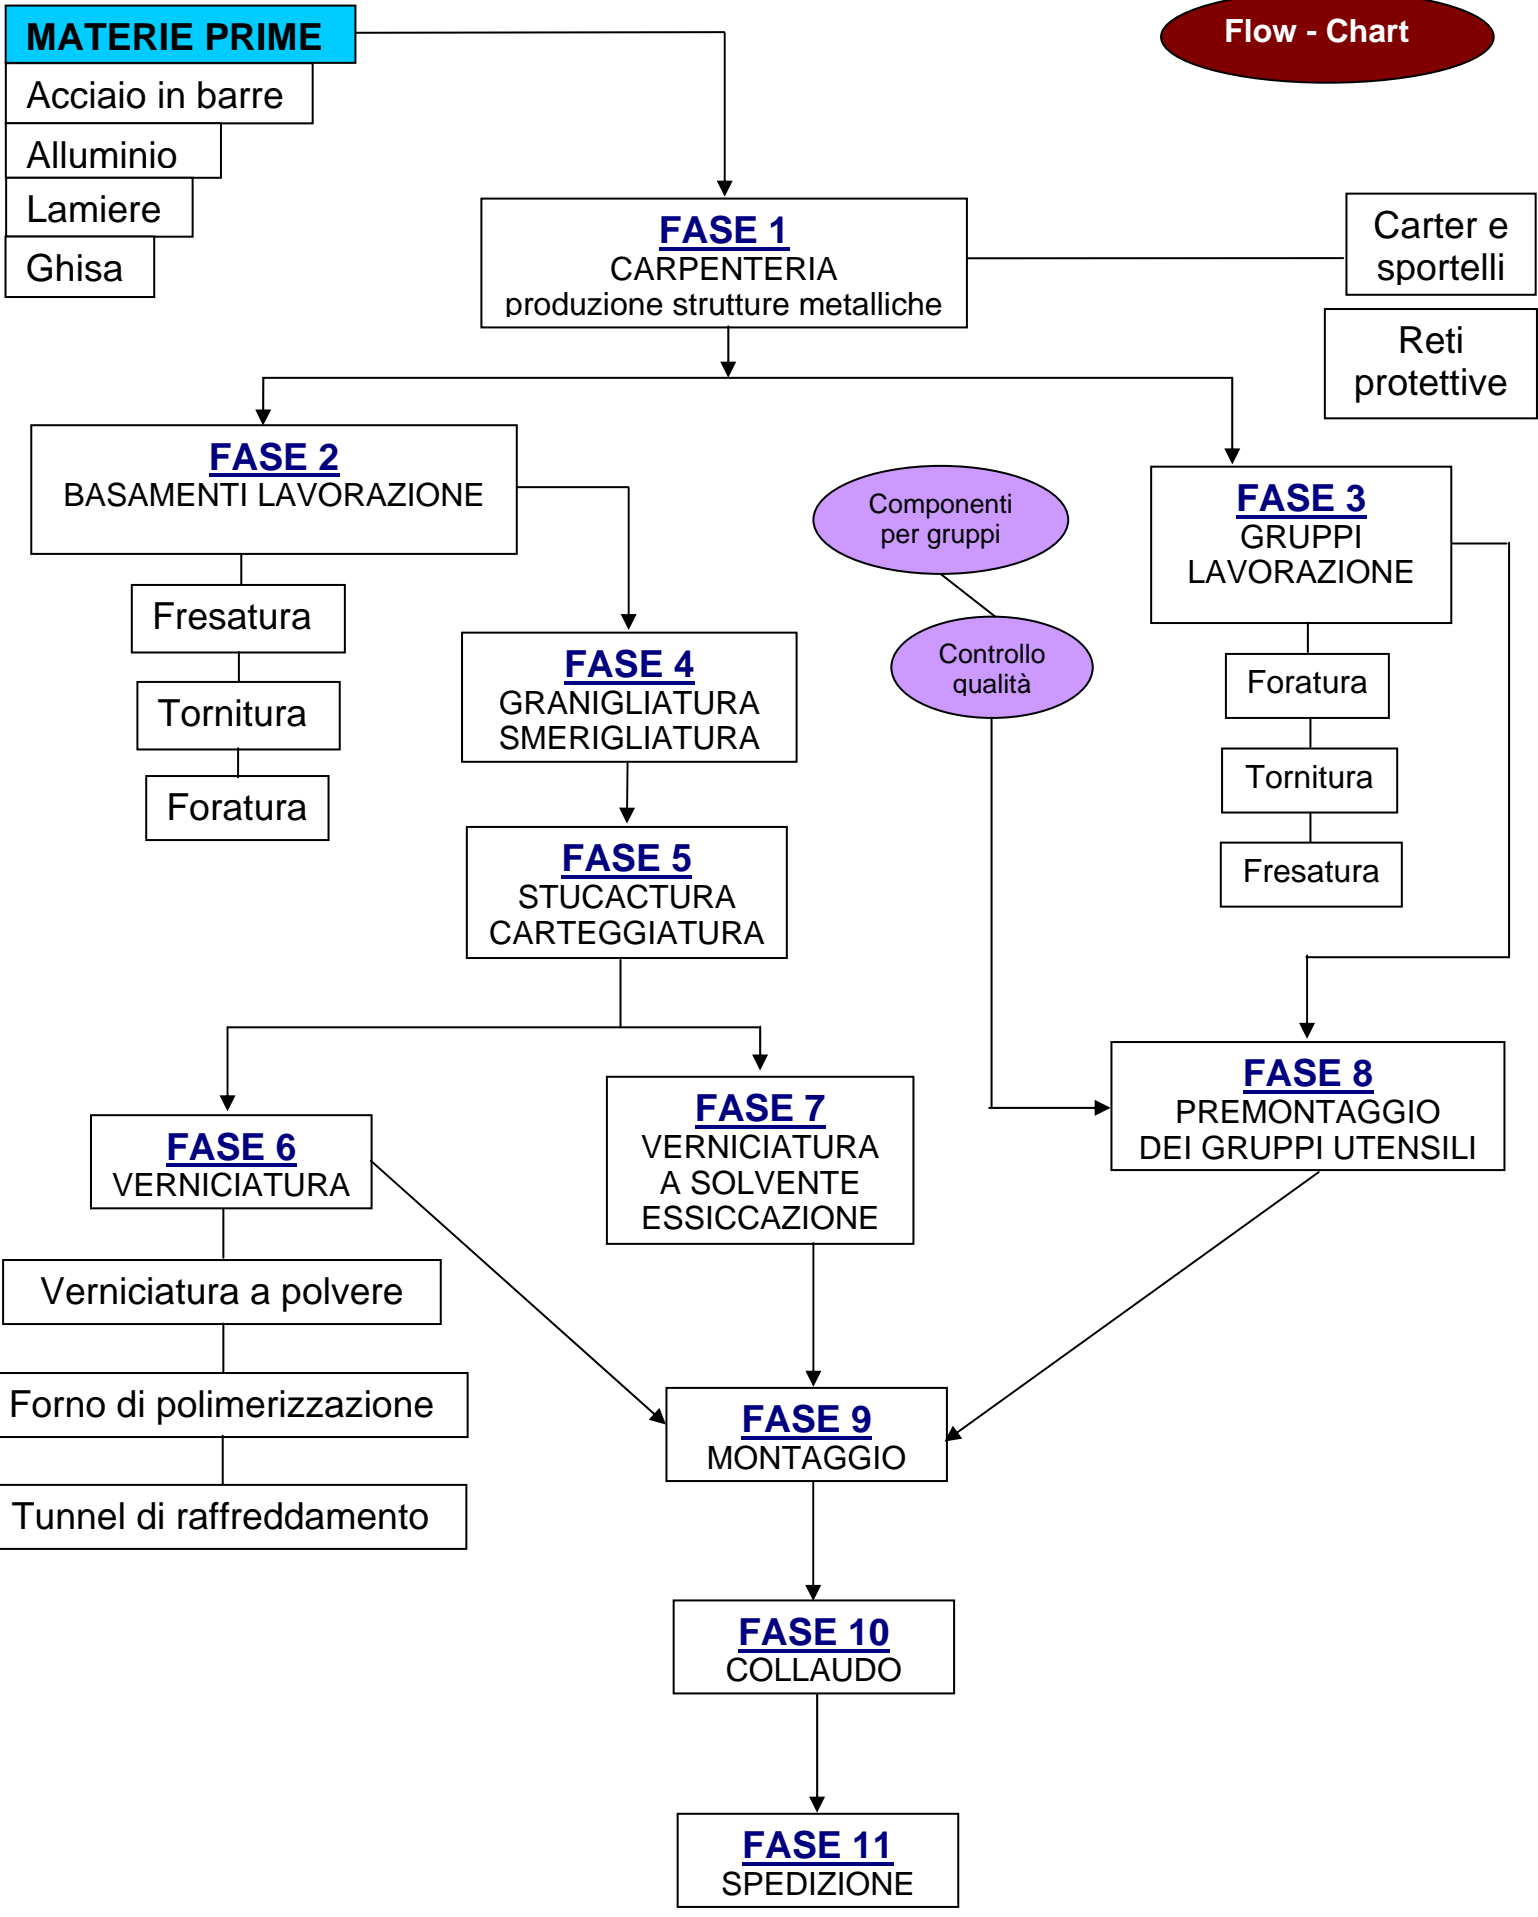 Flow - Chart
MATERIE PRIME
Acciaio in barre
Alluminio
Lamiere
Ghisa
FASE 1
CARPENTERIA
produzione strutture metalliche
Carter e
sportelli
Reti
protettive
FASE 2
BASAMENTI LAVORAZIONE
Fresatura
Tornitura
Foratura
Componenti
per gruppi
Controllo
qualità
FASE 3
GRUPPI
LAVORAZIONE
Foratura
Tornitura
Fresatura
FASE 4
GRANIGLIATURA
SMERIGLIATURA
FASE 5
STUCACTURA
CARTEGGIATURA
FASE 6
VERNICIATURA
Verniciatura a polvere
Forno di polimerizzazione
Tunnel di raffreddamento
FASE 7
VERNICIATURA
A SOLVENTE
ESSICCAZIONE
FASE 8
PREMONTAGGIO
DEI GRUPPI UTENSILI
FASE 9
MONTAGGIO
FASE 10
COLLAUDO
FASE 11
SPEDIZIONE